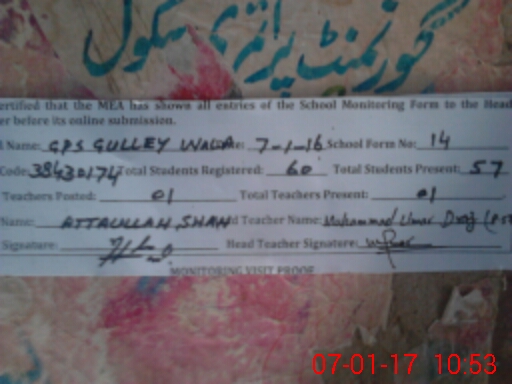 گورنمنٹ پرائمری سکول
ertified that the MEA has shown all entries of the School Monitoring Form to the Head
er before its online submission.
l Name: GPS GULLEY WALA te: 7-1-16 School Form No: 14
Code: 38430174 Total Students Registered: 60 Total Students Present: 57
Teachers Posted: 01 Total Teachers Present: 01
Name: ATTAULLAH SHAH d Teacher Name: Muhammad Umar
Signature: Head Teacher Signature:
MONITORING VISIT PROOF
07-01-17 10:53